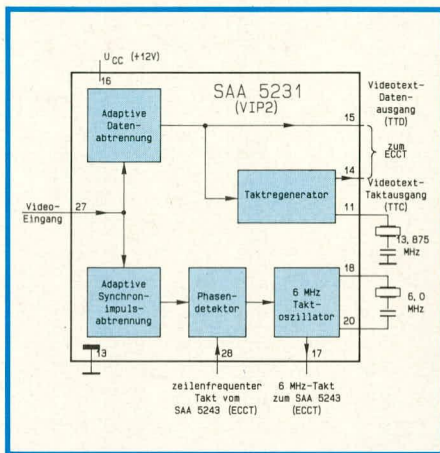 U CC (+12V)
16
SAA 5231
(VIP2)
Adaptive
Daten-
abtrennung
15
Videotext-
Daten-
ausgang
(TTD)
zum
ECCT
14
Videotext-
Taktausgang
(TTC)
Taktregenerator
11
13,875
MHz
Video-
Eingang
27
Adaptive
Synchron-
impuls-
abtrennung
Phasen-
detektor
6 MHz
Takt-
oszillator
18
6,0
MHz
20
13
28
17
zeilenfrequenter
Takt vom
SAA 5243 (ECCT)
6 MHz-Takt
zum SAA 5243
(ECCT)